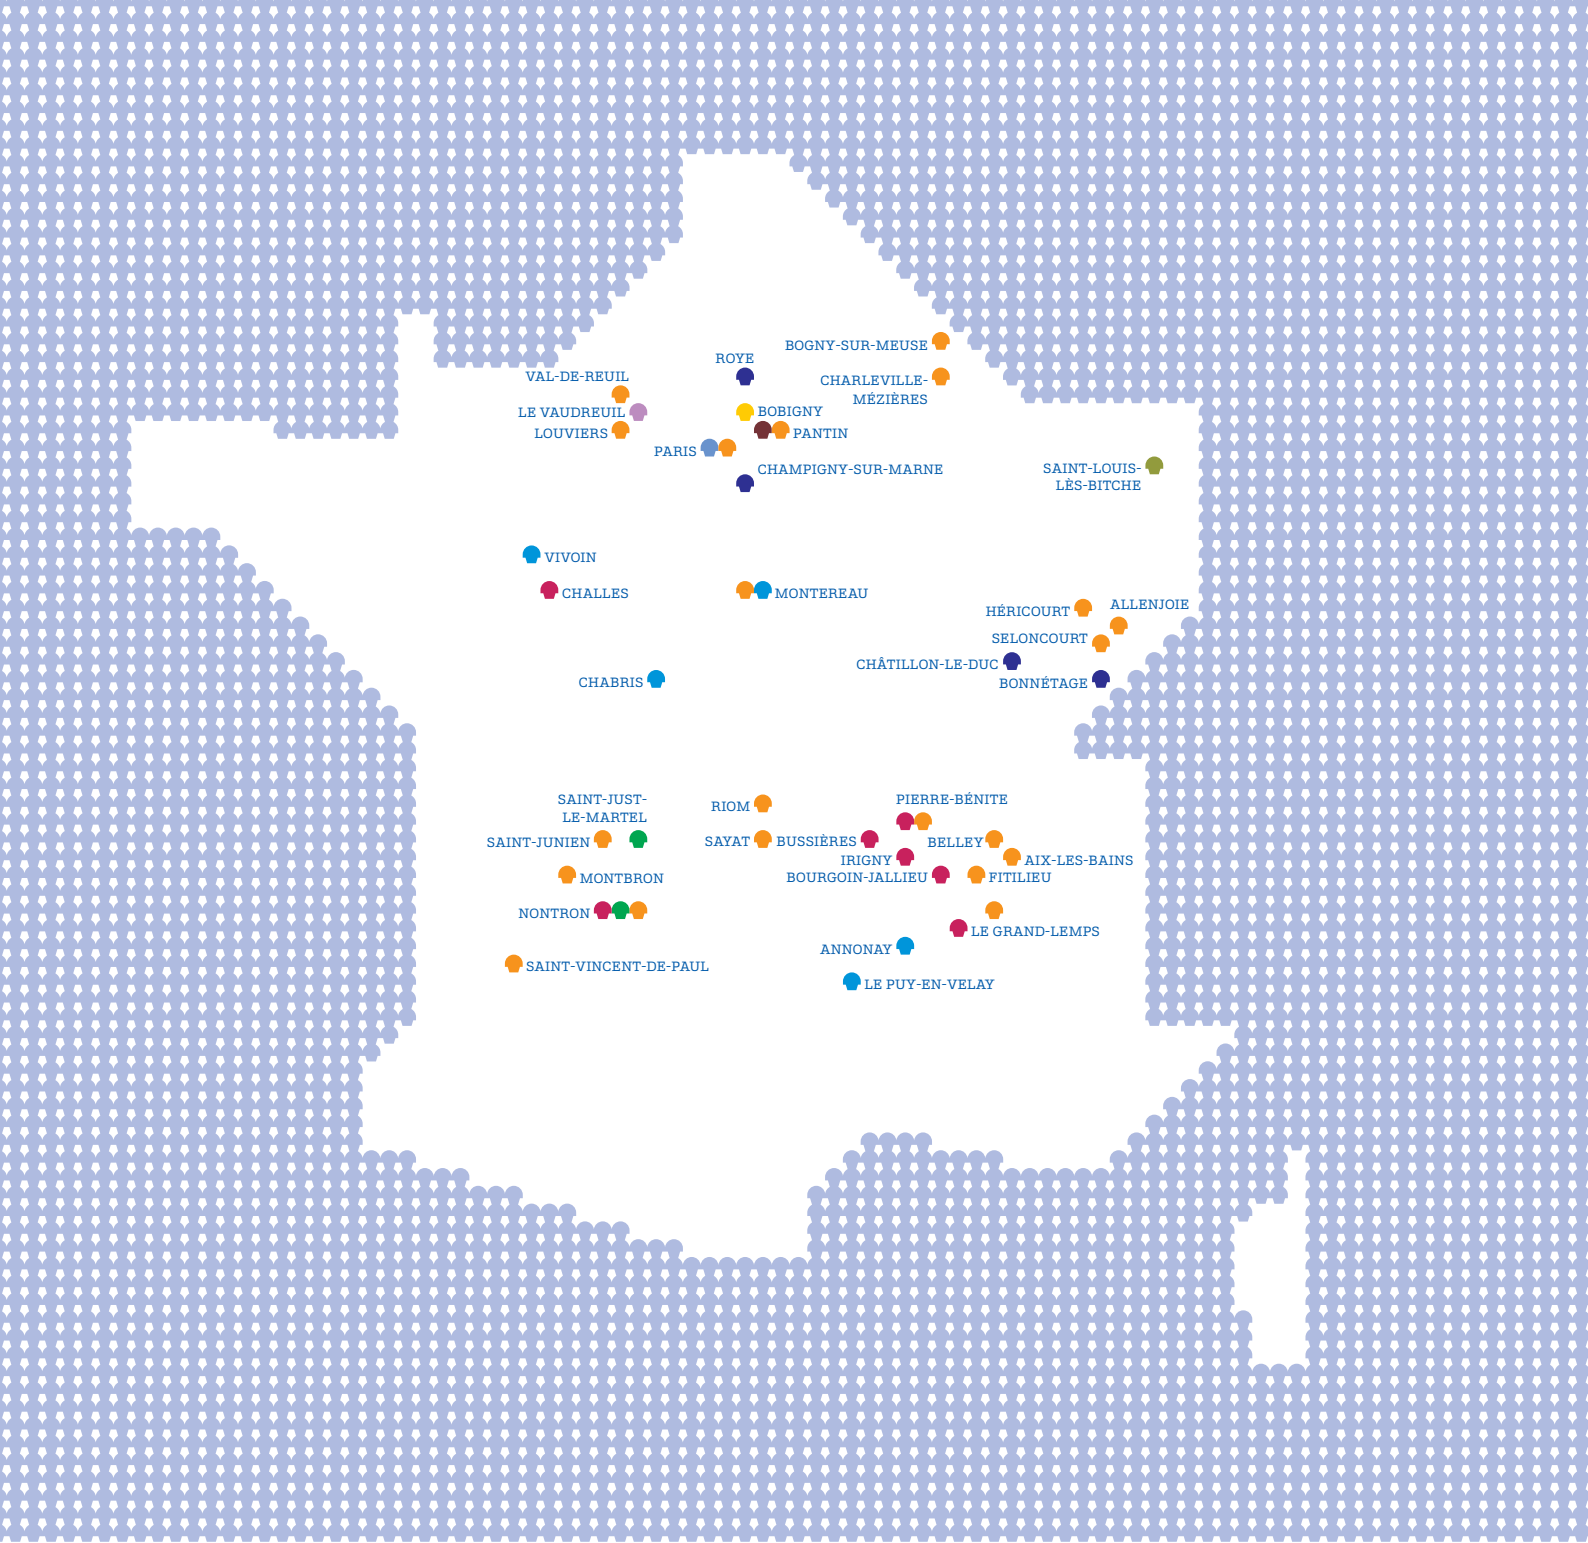 BOGNY-SUR-MEUSE
ROYE
VAL-DE-REUIL
CHARLEVILLE-
MÉZIÈRES
LE VAUDREUIL
BOBIGNY
LOUVIERS
PANTIN
PARIS
CHAMPIGNY-SUR-MARNE
SAINT-LOUIS-
LÈS-BITCHE
VIVOIN
CHALLES
MONTEREAU
HÉRICOURT
ALLENJOIE
SELONCOURT
CHÂTILLON-LE-DUC
CHABRIS
BONNÉTAGE
SAINT-JUST-
LE-MARTEL
RIOM
PIERRE-BÉNITE
SAINT-JUNIEN
SAYAT
BUSSIÈRES
BELLEY
IRIGNY
AIX-LES-BAINS
MONTBRON
BOURGOIN-JALLIEU
FITILIEU
NONTRON
LE GRAND-LEMPS
ANNONAY
SAINT-VINCENT-DE-PAUL
LE PUY-EN-VELAY